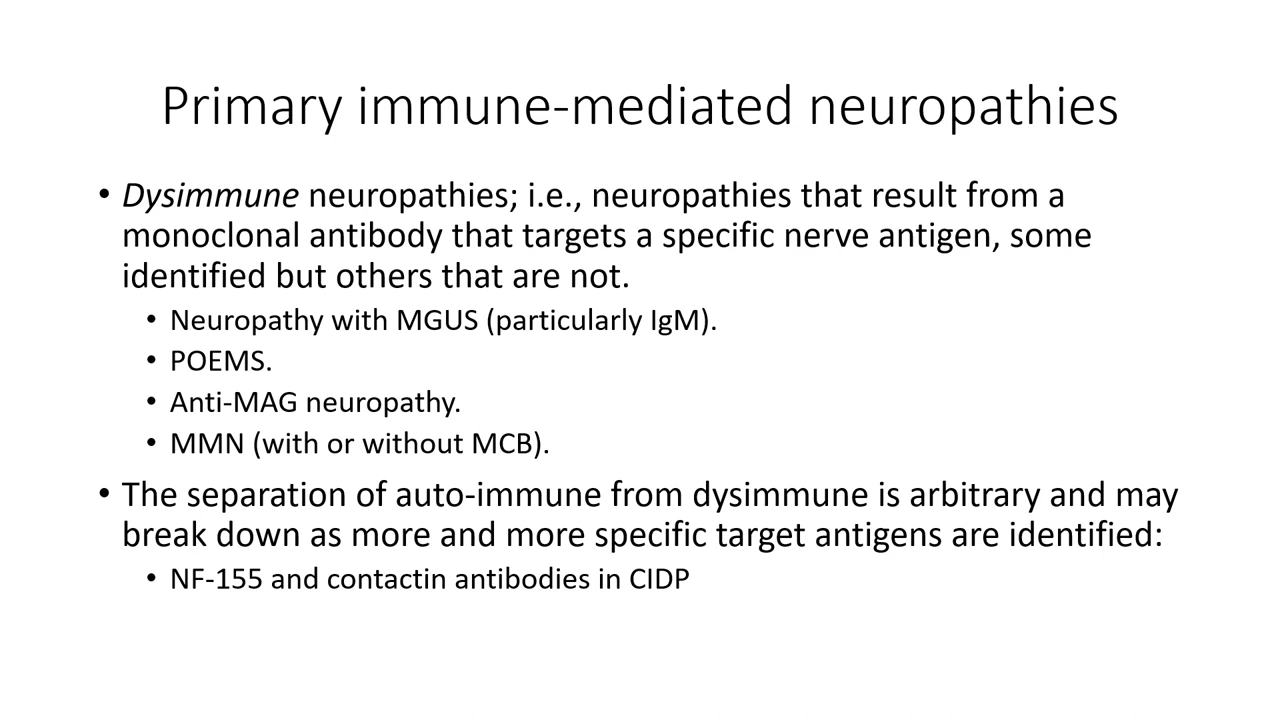 Primary immune-mediated neuropathies
• Dysimmune neuropathies; i.e., neuropathies that result from a
monoclonal antibody that targets a specific nerve antigen, some
identified but others that are not.
• Neuropathy with MGUS (particularly IgM).
• POEMS.
• Anti-MAG neuropathy.
• MMN (with or without MCB).
• The separation of auto-immune from dysimmune is arbitrary and may
break down as more and more specific target antigens are identified:
• NF-155 and contactin antibodies in CIDP